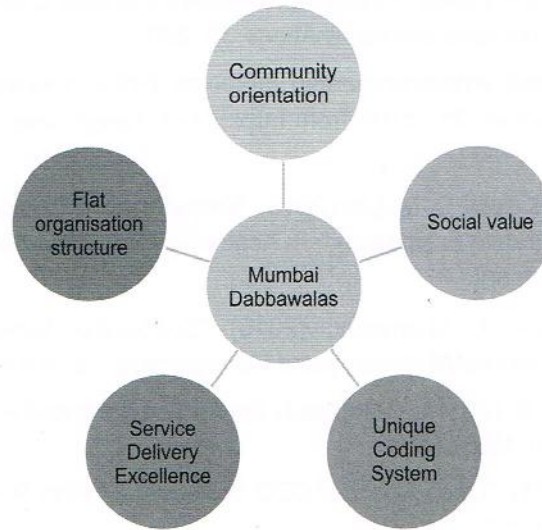 Community
orientation
Flat
organisation
structure
Social value
Mumbai
Dabbawalas
Service
Delivery
Excellence
Unique
Coding
System